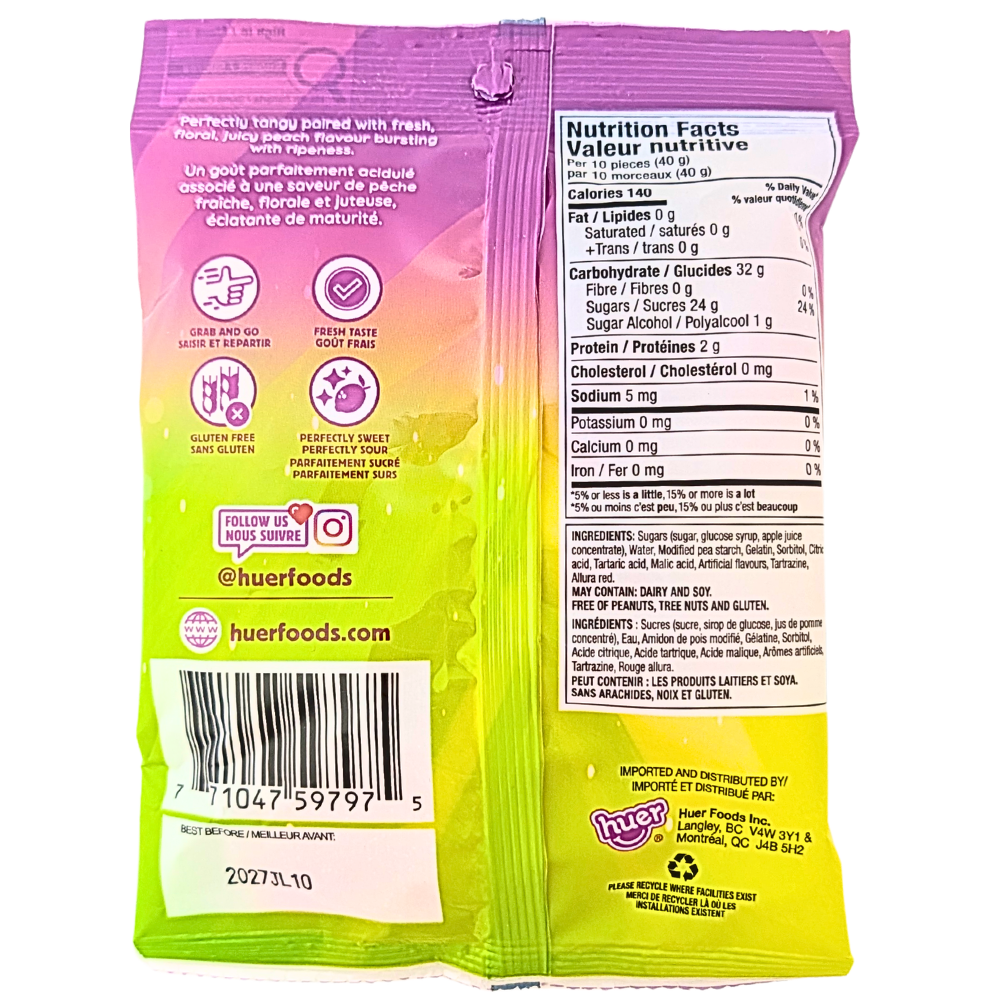 Perfectly tangy paired with fresh,
floral, juicy peach flavour bursting
with ripeness.
Un goût parfaitement acidulé
associé à une saveur de pêche
fraîche, florale et juteuse,
éclatante de maturité.
GRAB AND GO
SAISIR ET REPARTIR
FRESH TASTE
GOÛT FRAIS
GLUTEN FREE
SANS GLUTEN
PERFECTLY SWEET
PERFECTLY SOUR
PARFAITEMENT SUCRÉ
PARFAITEMENT SURS
FOLLOW US
NOUS SUIVRE
@huerfoods
www
huerfoods.com
7 71047 59797 5
BEST BEFORE / MEILLEUR AVANT:
2027JL10
Nutrition Facts
Valeur nutritive
Per 10 pieces (40 g)
par 10 morceaux (40 g)
Calories 140
% Daily Value*
% valeur quotidienne*
Fat / Lipides 0 g 1%
Saturated / saturés 0 g
+Trans / trans 0 g 0%
Carbohydrate / Glucides 32 g
Fibre / Fibres 0 g 0 %
Sugars / Sucres 24 g 24 %
Sugar Alcohol / Polyalcool 1 g
Protein / Protéines 2 g
Cholesterol / Cholestérol 0 mg
Sodium 5 mg 1 %
Potassium 0 mg 0 %
Calcium 0 mg 0 %
Iron / Fer 0 mg 0 %
*5% or less is a little, 15% or more is a lot
*5% ou moins c'est peu, 15% ou plus c'est beaucoup
INGREDIENTS: Sugars (sugar, glucose syrup, apple juice
concentrate), Water, Modified pea starch, Gelatin, Sorbitol, Citric
acid, Tartaric acid, Malic acid, Artificial flavours, Tartrazine,
Allura red.
MAY CONTAIN: DAIRY AND SOY.
FREE OF PEANUTS, TREE NUTS AND GLUTEN.
INGRÉDIENTS : Sucres (sucre, sirop de glucose, jus de pomme
concentré), Eau, Amidon de pois modifié, Gélatine, Sorbitol,
Acide citrique, Acide tartrique, Acide malique, Arômes artificiels,
Tartrazine, Rouge allura.
PEUT CONTENIR : LES PRODUITS LAITIERS ET SOYA.
SANS ARACHIDES, NOIX ET GLUTEN.
IMPORTED AND DISTRIBUTED BY/
IMPORTÉ ET DISTRIBUÉ PAR:
huer®
Huer Foods Inc.
Langley, BC V4W 3Y1 &
Montréal, QC J4B 5H2
PLEASE RECYCLE WHERE FACILITIES EXIST
MERCI DE RECYCLER LÀ OÙ LES
INSTALLATIONS EXISTENT